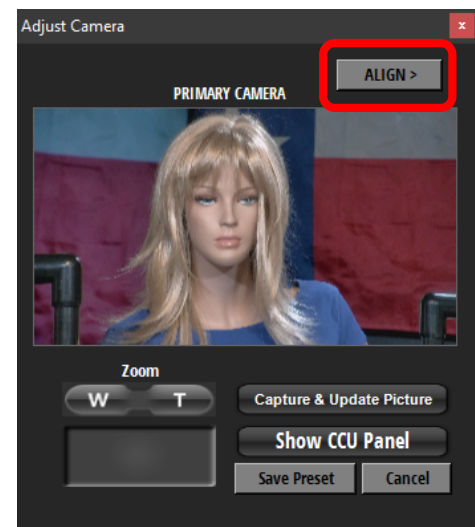 Adjust Camera x
ALIGN >
PRIMARY CAMERA
Zoom
W T
Capture & Update Picture
Show CCU Panel
Save Preset Cancel